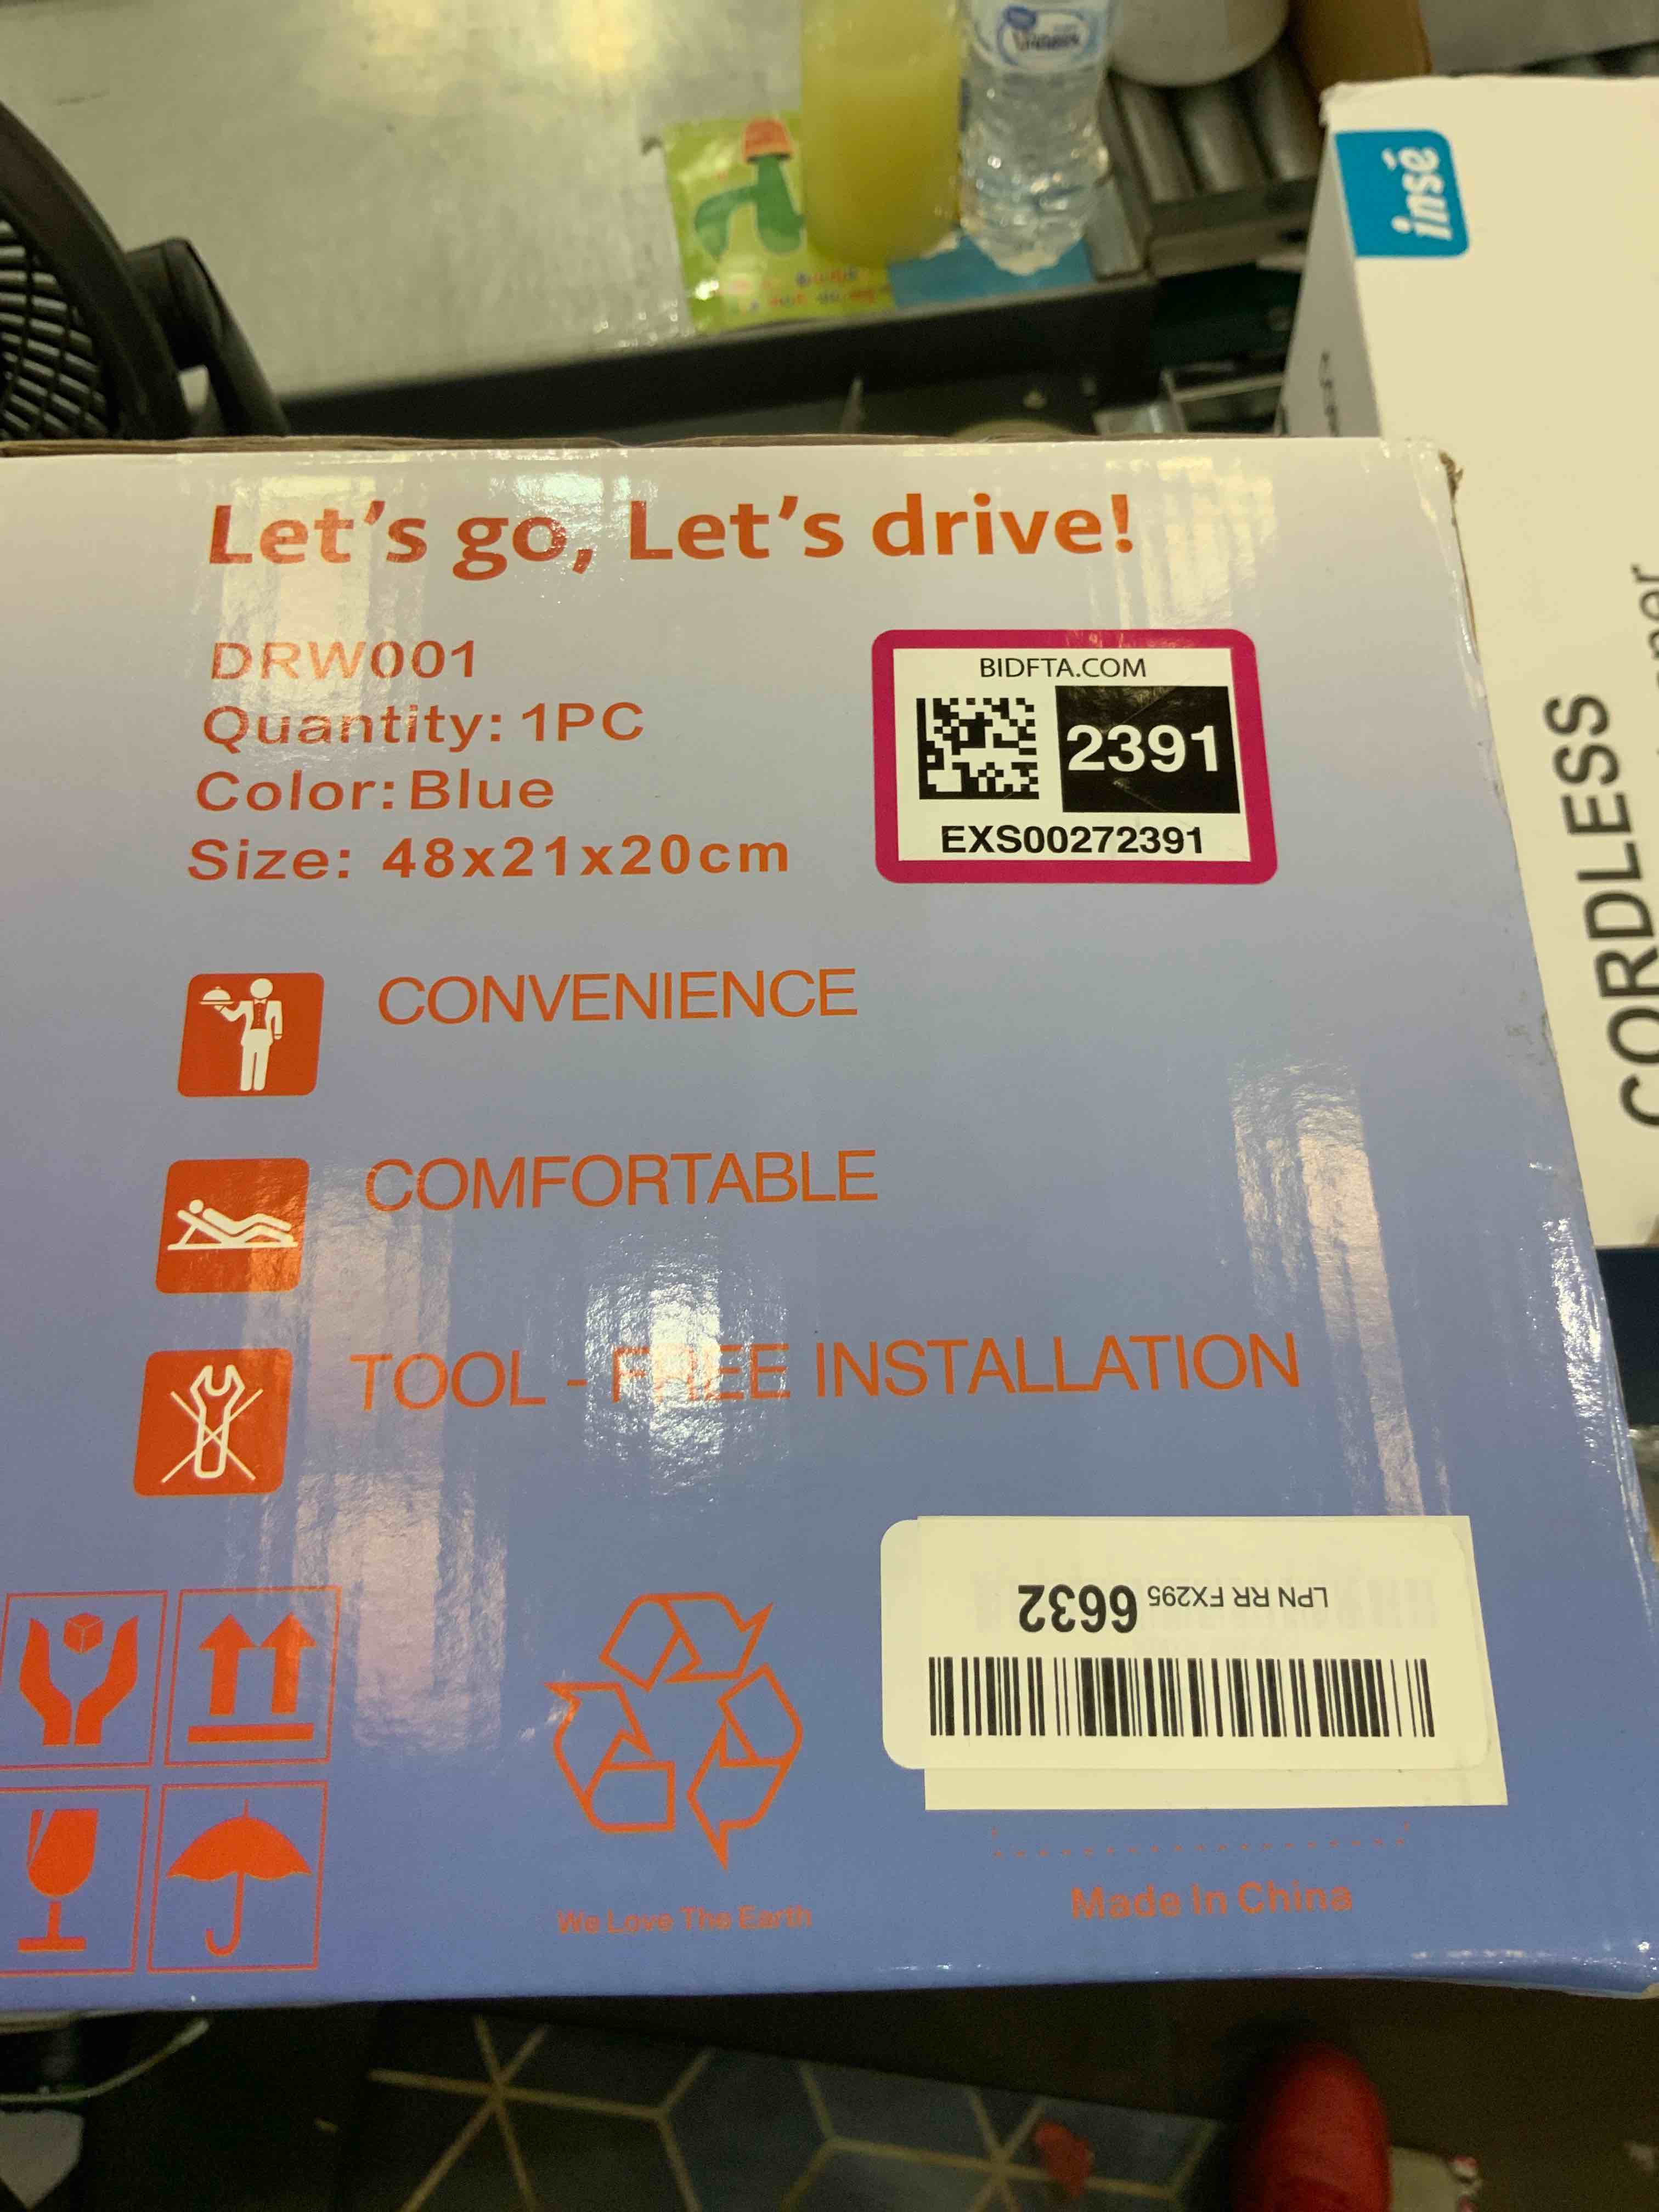 insé
CORDLESS
Let's go, Let's drive!
DRW001
Quantity: 1PC
Color: Blue
Size: 48x21x20cm
BIDFTA.COM
2391
EXS00272391
CONVENIENCE
COMFORTABLE
TOOL - FREE INSTALLATION
LPN RR FX295 6632
We Love The Earth
Made In China